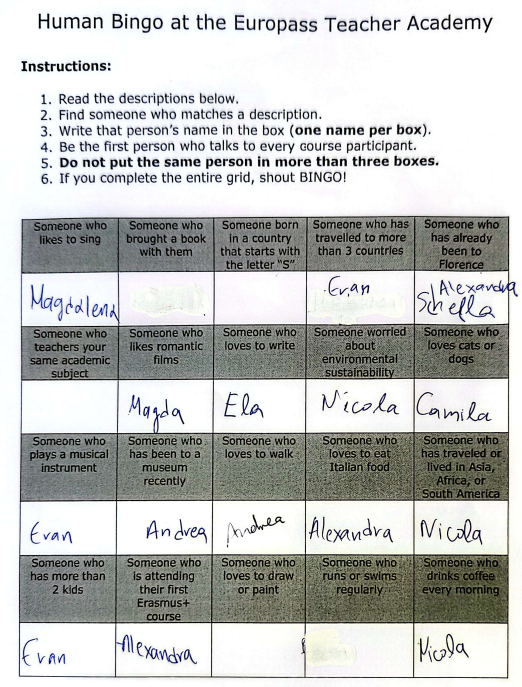 Human Bingo at the Europass Teacher Academy
Instructions:
1. Read the descriptions below.
2. Find someone who matches a description.
3. Write that person's name in the box (one name per box).
4. Be the first person who talks to every course participant.
5. Do not put the same person in more than three boxes.
6. If you complete the entire grid, shout BINGO!
Someone who
likes to sing
Someone who
brought a book
with them
Someone born
in a country
that starts with
the letter "S"
Someone who has
travelled to more
than 3 countries
Someone who
has already
been to
Florence
Magdalena
Evan
Alexandra
Schella
Someone who
teachers your
same academic
subject
Someone who
likes romantic
films
Someone who
loves to write
Someone worried
about
environmental
sustainability
Someone who
loves cats or
dogs
Magda
Ela
Nicola
Camila
Someone who
plays a musical
instrument
Someone who
has been to a
museum
recently
Someone who
loves to walk
Someone who
loves to eat
Italian food
Someone who
has traveled or
lived in Asia,
Africa, or
South America
Evan
Andrea
Andrea
Alexandra
Nicola
Someone who
has more than
2 kids
Someone who
is attending
their first
Erasmus+
course
Someone who
loves to draw
or paint
Someone who
runs or swims
regularly
Someone who
drinks coffee
every morning
Evan
Alexandra
Nicola